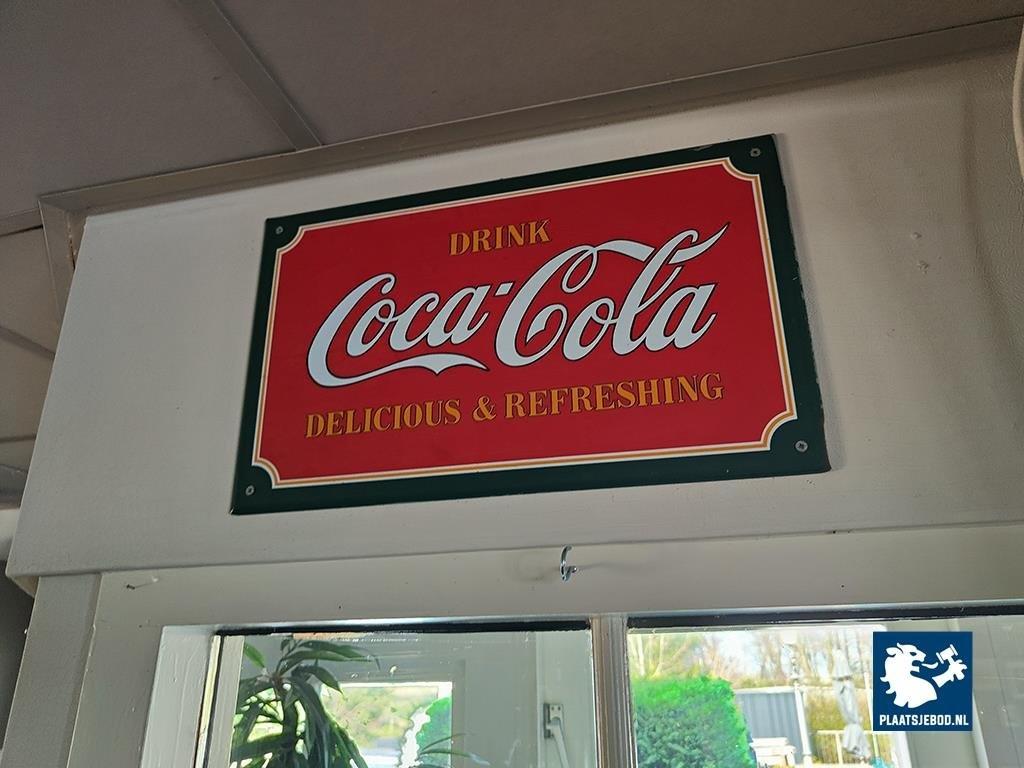 DRINK
Coca-Cola
DELICIOUS & REFRESHING
PLAATSJEBOD.NL